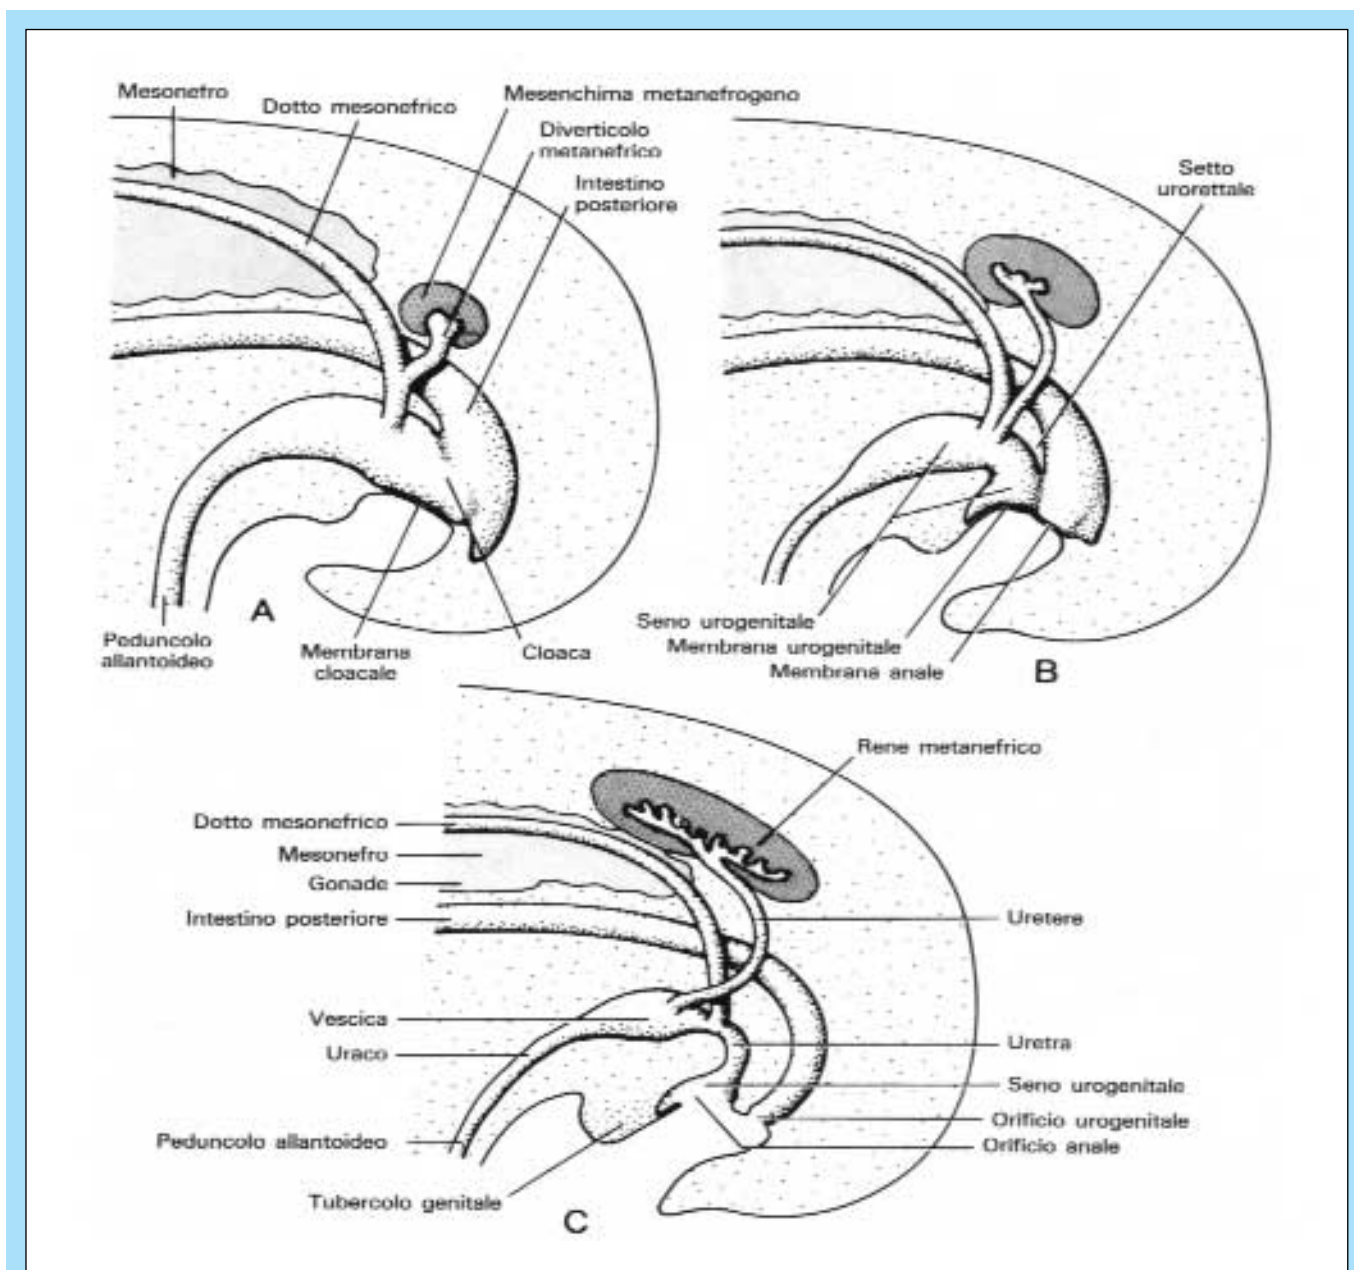 Mesonefro
Dotto mesonefrico
Mesenchima metanefrogeno
Diverticolo
metanefrico
Intestino
posteriore
Peduncolo
allantoideo
A
Membrana
cloacale
Cloaca
Setto
urorettale
Seno urogenitale
Membrana urogenitale
Membrana anale
B
Rene metanefrico
Dotto mesonefrico
Mesonefro
Gonade
Intestino posteriore
Uretere
Vescica
Uraco
Uretra
Seno urogenitale
Orificio urogenitale
Orificio anale
Peduncolo allantoideo
Tubercolo genitale
C